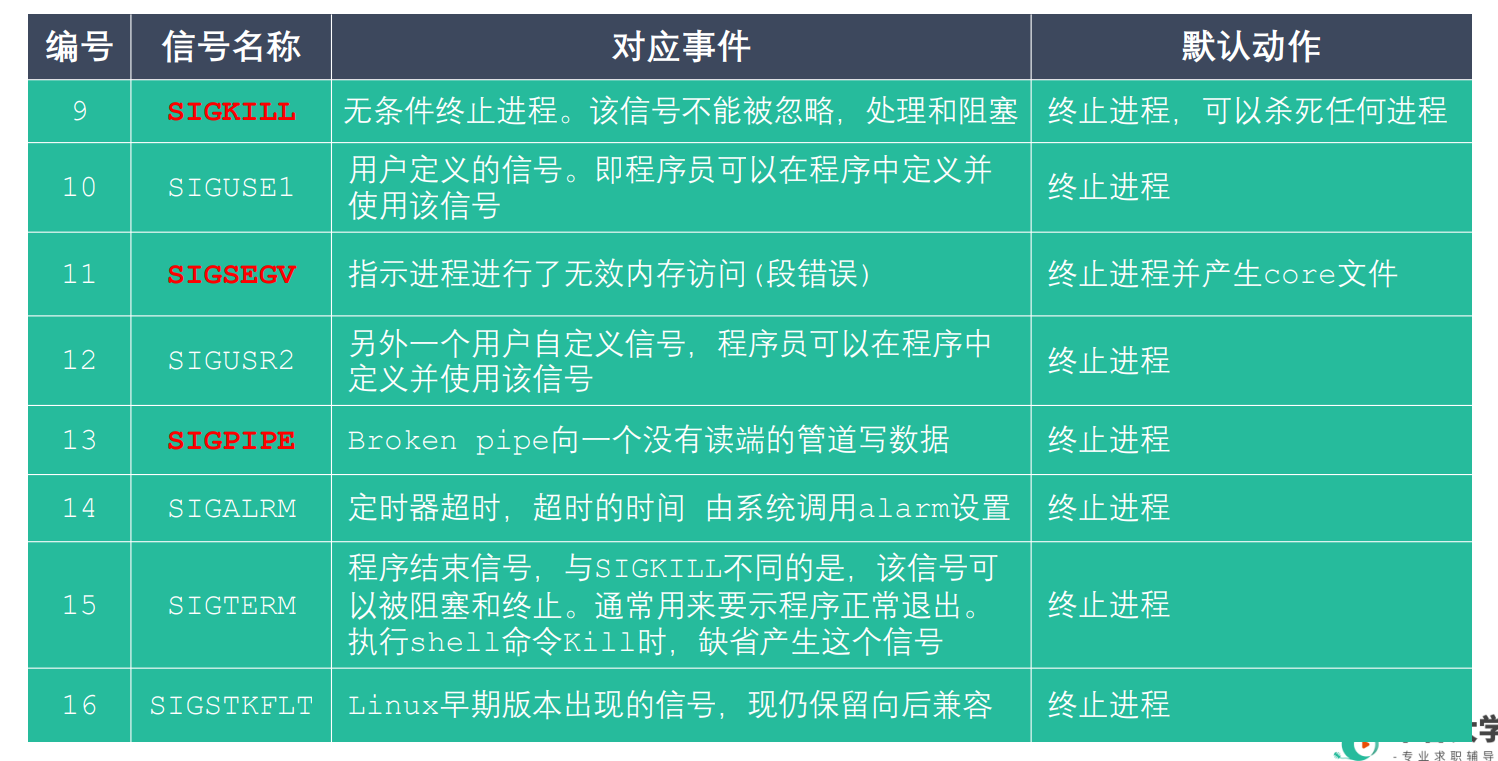 编号 信号名称 对应事件 默认动作
9 SIGKILL 无条件终止进程。该信号不能被忽略，处理和阻塞 终止进程，可以杀死任何进程
10 SIGUSE1 用户定义的信号。即程序员可以在程序中定义并
使用该信号 终止进程
11 SIGSEGV 指示进程进行了无效内存访问(段错误) 终止进程并产生core文件
12 SIGUSR2 另外一个用户自定义信号，程序员可以在程序中
定义并使用该信号 终止进程
13 SIGPIPE Broken pipe向一个没有读端的管道写数据 终止进程
14 SIGALRM 定时器超时，超时的时间 由系统调用alarm设置 终止进程
15 SIGTERM 程序结束信号，与SIGKILL不同的是，该信号可
以被阻塞和终止。通常用来要示程序正常退出。
执行shell命令Kill时，缺省产生这个信号 终止进程
16 SIGSTKFLT Linux早期版本出现的信号，现仍保留向后兼容 终止进程
学
-专业求职辅导